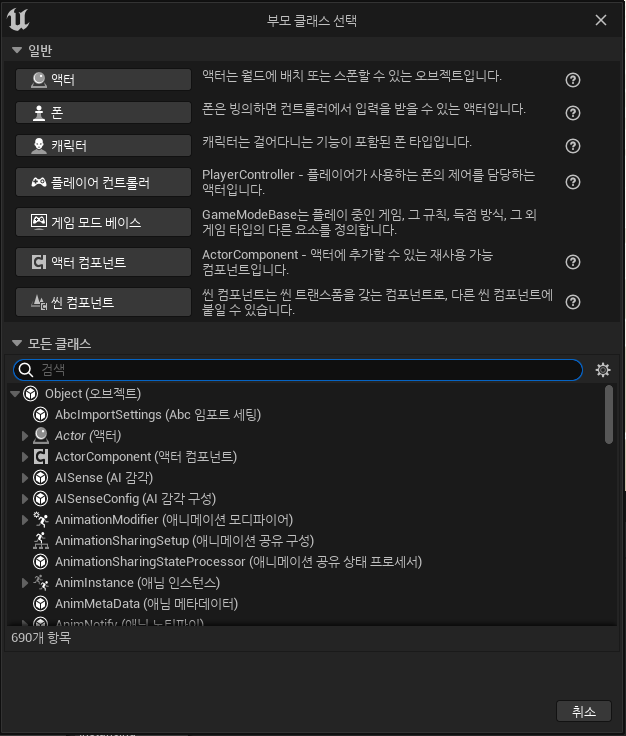 부모 클래스 선택
일반
액터
액터는 월드에 배치 또는 스폰할 수 있는 오브젝트입니다.
폰
폰은 빙의하면 컨트롤러에서 입력을 받을 수 있는 액터입니다.
캐릭터
캐릭터는 걸어다니는 기능이 포함된 폰 타입입니다.
플레이어 컨트롤러
PlayerController - 플레이어가 사용하는 폰의 제어를 담당하는
액터입니다.
게임 모드 베이스
GameModeBase는 플레이 중인 게임, 그 규칙, 득점 방식, 그 외
게임 타입의 다른 요소를 정의합니다.
액터 컴포넌트
ActorComponent - 액터에 추가할 수 있는 재사용 가능
컴포넌트입니다.
씬 컴포넌트
씬 컴포넌트는 씬 트랜스폼을 갖는 컴포넌트로, 다른 씬 컴포넌트에
붙일 수 있습니다.
모든 클래스
검색
Object (오브젝트)
AbcImportSettings (Abc 임포트 세팅)
Actor (액터)
ActorComponent (액터 컴포넌트)
AISense (AI 감각)
AISenseConfig (AI 감각 구성)
AnimationModifier (애니메이션 모디파이어)
AnimationSharingSetup (애니메이션 공유 구성)
AnimationSharingStateProcessor (애니메이션 공유 상태 프로세서)
AnimInstance (애님 인스턴스)
AnimMetaData (애님 메타데이터)
AnimNotify (애님 노티파이)
690개 항목
취소